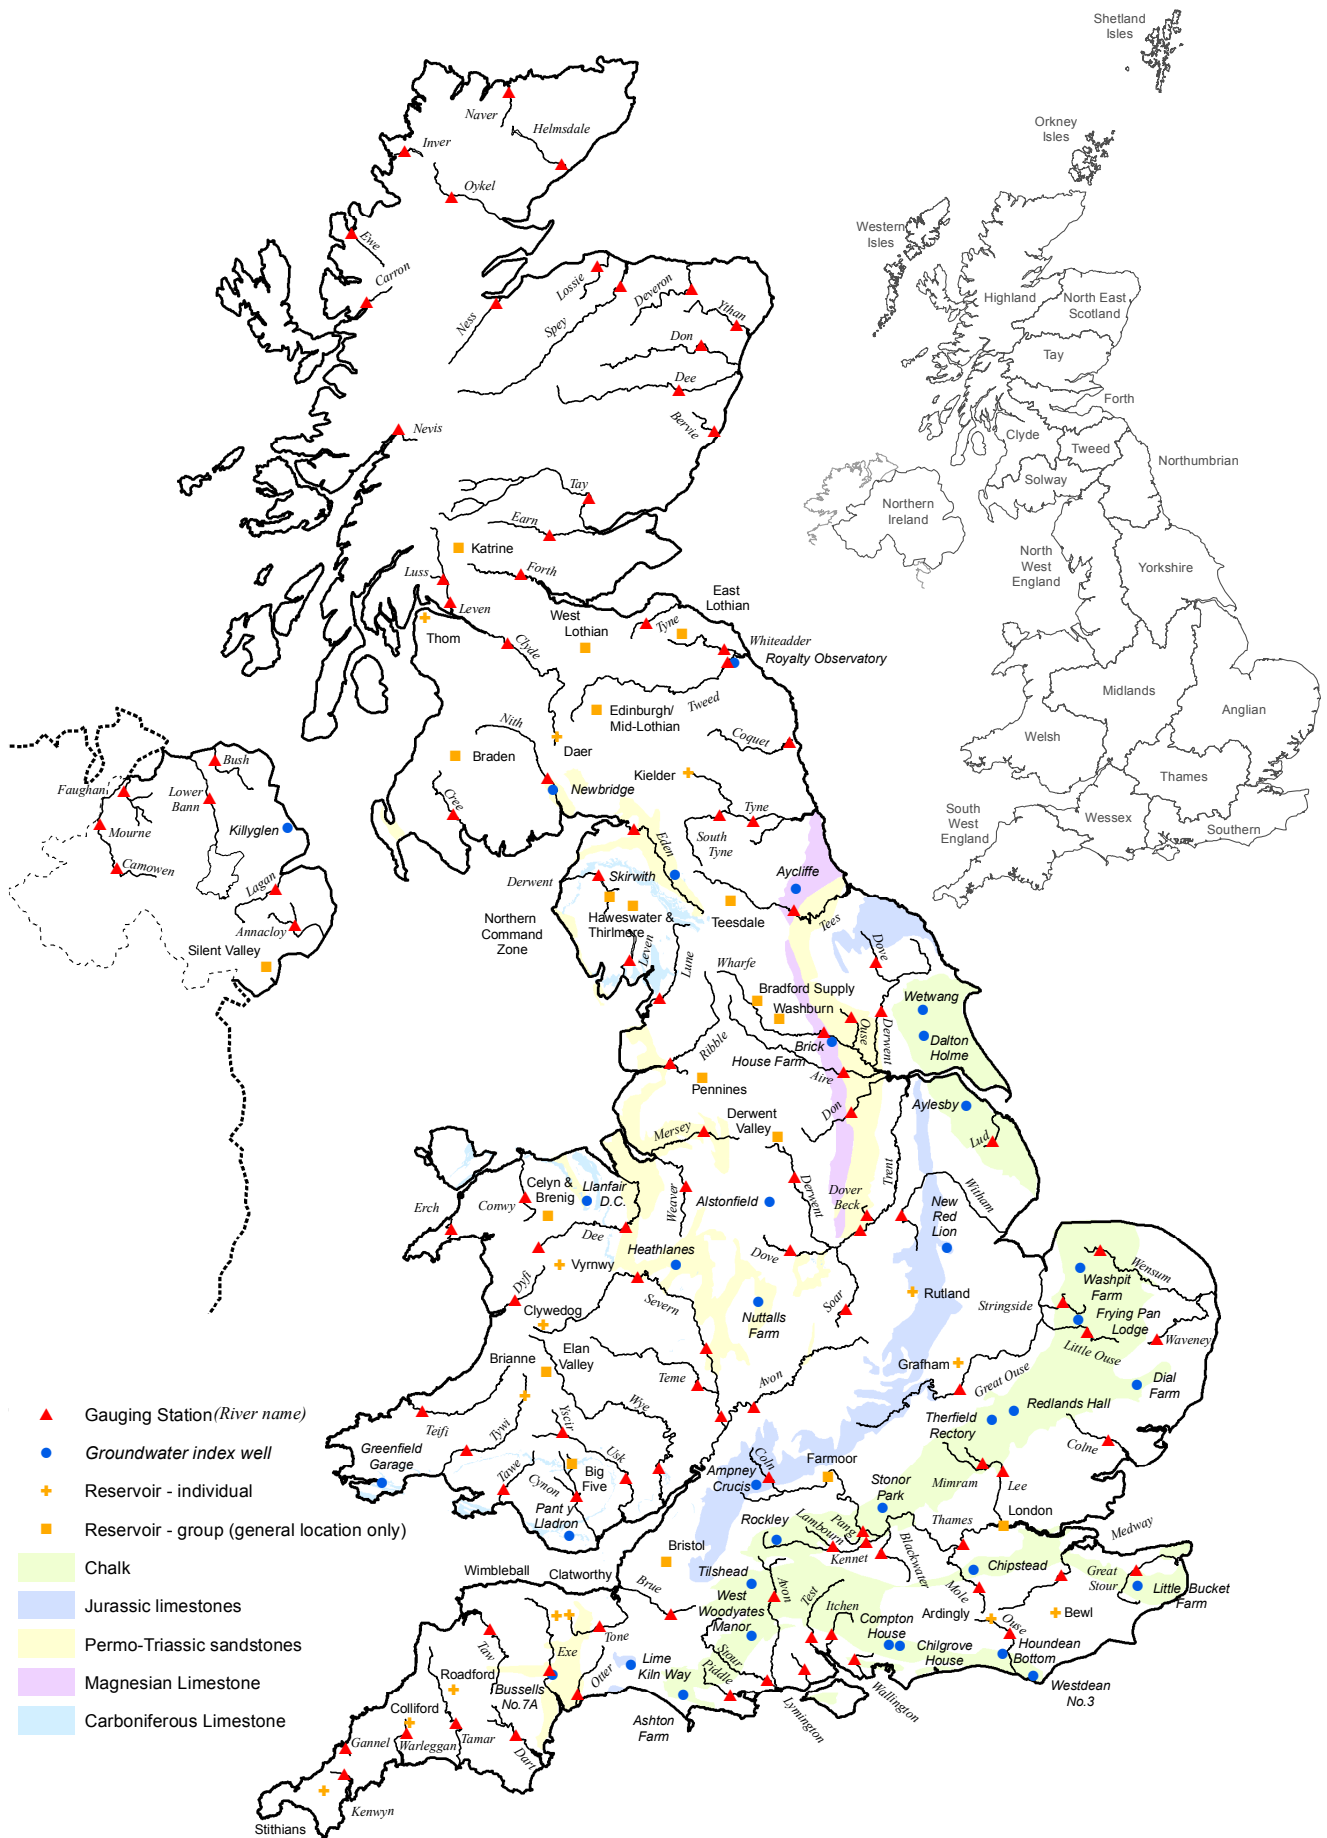 Shetland
Isles
Orkney
Isles
Western
Isles
Highland
North East
Scotland
Tay
Forth
Clyde
Tweed
Northumbrian
Solway
Northern
Ireland
North
West
England
Yorkshire
Midlands
Anglian
Welsh
Thames
South
West
England
Wessex
Southern
Naver
Helmsdale
Inver
Oykel
Ewe
Carron
Ness
Lossie
Spey
Deveron
Ythan
Don
Dee
Bervie
Nevis
Tay
Earn
Katrine
Luss
Forth
Leven
Thom
Clyde
West
Lothian
East
Lothian
Tyne
Whiteadder
Royalty Observatory
Edinburgh/
Mid-Lothian
Tweed
Nith
Daer
Braden
Coquet
Kielder
Newbridge
Cree
Tyne
South
Tyne
Eden
Bush
Faughan
Lower
Bann
Mourne
Killyglen
Camowen
Lagan
Annacloy
Silent Valley
Derwent
Skirwith
Aycliffe
Northern
Command
Zone
Haweswater &
Thirlmere
Teesdale
Tees
Leven
Lune
Dove
Wharfe
Bradford Supply
Washburn
Wetwang
Ouse
Derwent
Dalton
Holme
Brick
House Farm
Ribble
Aire
Pennines
Don
Aylesby
Derwent
Valley
Mersey
Lud
Trent
Celyn &
Brenig
Llanfair
D.C.
Conwy
Erch
Weaver
Alstonfield
Derwent
Dover
Beck
New
Red
Lion
Witham
Dee
Heathlanes
Dove
Vyrnwy
Dyfi
Severn
Clywedog
Nuttalls
Farm
Soar
Rutland
Stringside
Washpit
Farm
Wensum
Frying Pan
Lodge
Waveney
Little Ouse
Brianne
Elan
Valley
Teme
Avon
Grafham
Great Ouse
Dial
Farm
Redlands Hall
Therfield
Rectory
Colne
Wye
Yscir
Teifi
Tywi
Greenfield
Garage
Tawe
Usk
Big
Five
Cynon
Pant y
Lladron
Ampney
Crucis
Coln
Farmoor
Stonor
Park
Mimram
Lee
London
Thames
Medway
Rockley
Lambourn
Pang
Kennet
Blackwater
Chipstead
Great
Stour
Little Bucket
Farm
Mole
Bristol
Wimbleball
Clatworthy
Brue
Tilshead
West
Woodyates
Manor
Avon
Test
Itchen
Compton
House
Ardingly
Bewl
Ouse
Chilgrove
House
Houndean
Bottom
Westdean
No.3
Tone
Taw
Exe
Lime
Kiln Way
Otter
Stour
Piddle
Roadford
Bussells
No.7A
Ashton
Farm
Lymington
Wallington
Colliford
Gannel
Warleggan
Tamar
Dart
Kenwyn
Stithians
Gauging Station (River name)
Groundwater index well
Reservoir - individual
Reservoir - group (general location only)
Chalk
Jurassic limestones
Permo-Triassic sandstones
Magnesian Limestone
Carboniferous Limestone